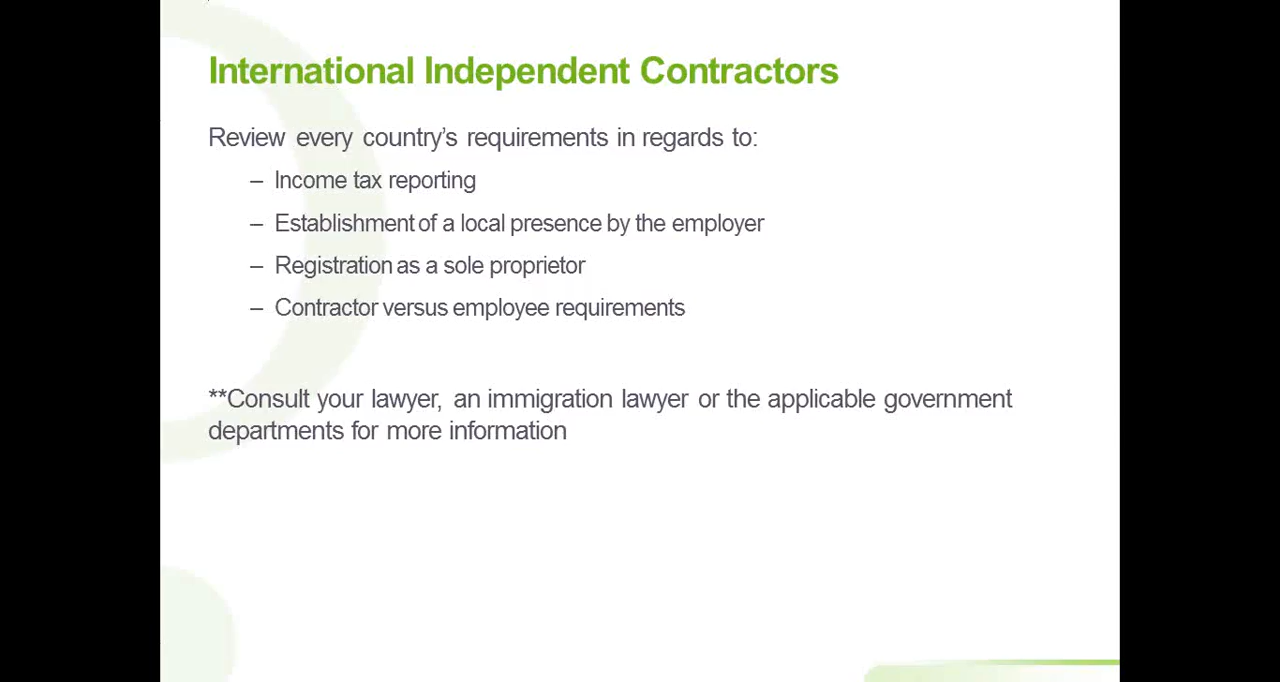 International Independent Contractors
Review every country's requirements in regards to:
– Income tax reporting
– Establishment of a local presence by the employer
– Registration as a sole proprietor
– Contractor versus employee requirements
**Consult your lawyer, an immigration lawyer or the applicable government
departments for more information